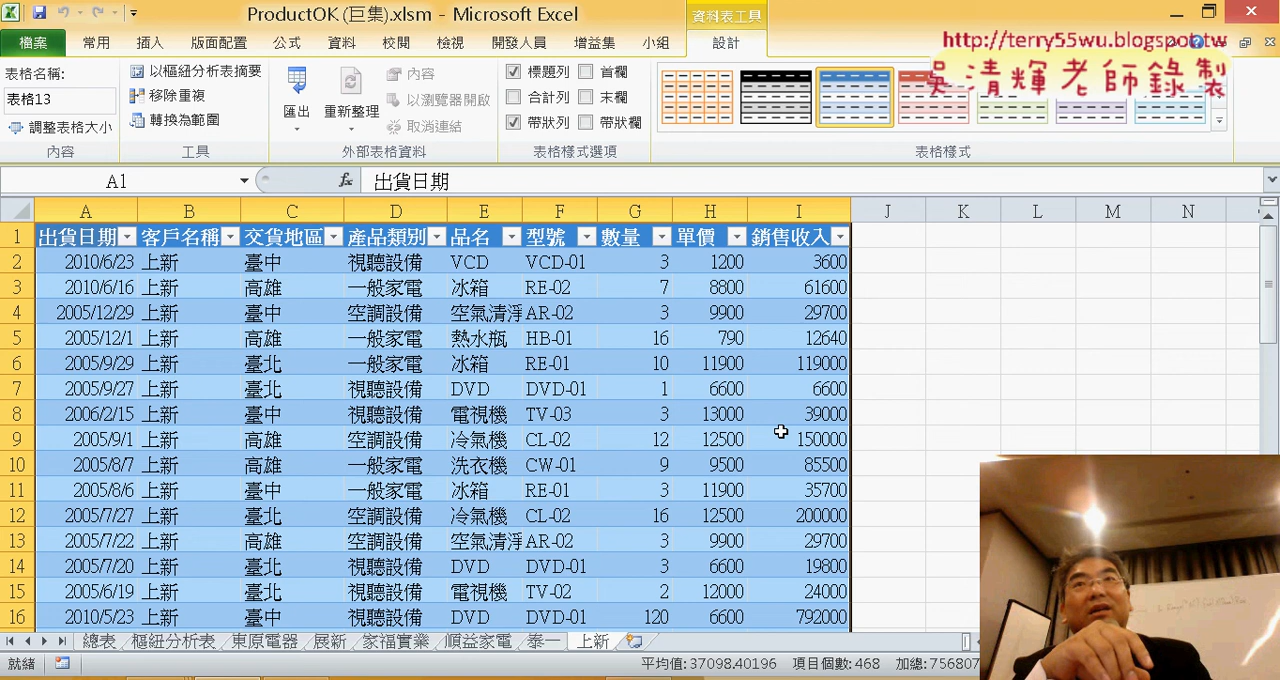 ProductOK (巨集).xlsm - Microsoft Excel
資料表工具
檔案 常用 插入 版面配置 公式 資料 校閱 檢視 開發人員 增益集 小組 設計
http://terry55wu.blogspot.tw
吳清輝老師錄製
表格名稱:
表格13
調整表格大小
內容
以樞紐分析表摘要
移除重複
轉換為範圍
工具
匯出
重新整理
內容
以瀏覽器開啟
取消連結
外部表格資料
標題列 首欄
合計列 末欄
帶狀列 帶狀欄
表格樣式選項
表格樣式
A1 fx 出貨日期
A B C D E F G H I J K L M N
1 出貨日期 客戶名稱 交貨地區 產品類別 品名 型號 數量 單價 銷售收入
2 2010/6/23 上新 臺中 視聽設備 VCD VCD-01 3 1200 3600
3 2010/6/16 上新 高雄 一般家電 冰箱 RE-02 7 8800 61600
4 2005/12/29 上新 臺中 空調設備 空氣清淨 AR-02 3 9900 29700
5 2005/12/1 上新 高雄 一般家電 熱水瓶 HB-01 16 790 12640
6 2005/9/29 上新 臺北 一般家電 冰箱 RE-01 10 11900 119000
7 2005/9/27 上新 臺北 視聽設備 DVD DVD-01 1 6600 6600
8 2006/2/15 上新 臺中 視聽設備 電視機 TV-03 3 13000 39000
9 2005/9/1 上新 高雄 空調設備 冷氣機 CL-02 12 12500 150000
10 2005/8/7 上新 高雄 一般家電 洗衣機 CW-01 9 9500 85500
11 2005/8/6 上新 臺中 一般家電 冰箱 RE-01 3 11900 35700
12 2005/7/27 上新 臺北 空調設備 冷氣機 CL-02 16 12500 200000
13 2005/7/22 上新 高雄 空調設備 空氣清淨 AR-02 3 9900 29700
14 2005/7/20 上新 臺北 視聽設備 DVD DVD-01 3 6600 19800
15 2005/6/19 上新 臺北 視聽設備 電視機 TV-02 2 12000 24000
16 2010/5/23 上新 臺中 視聽設備 DVD DVD-01 120 6600 792000
總表 樞紐分析表 東原電器 展新 家福實業 順益家電 泰一 上新
就緒 平均值: 37098.40196 項目個數: 468 加總: 756807